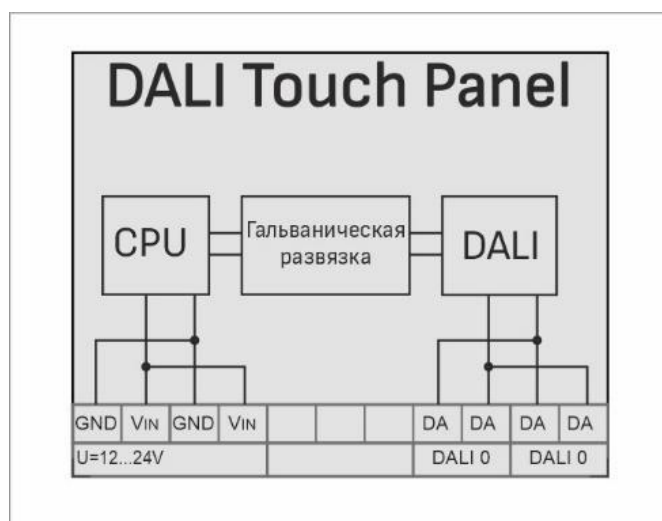 DALI Touch Panel
CPU
Гальваническая
развязка
DALI
GND VIN GND VIN DA DA DA DA
U=12...24V DALI 0 DALI 0